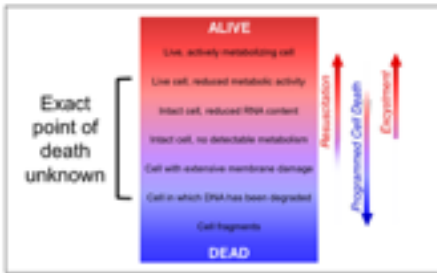 ALIVE
Live, actively metabolizing cell
Live cell, reduced metabolic activity
Intact cell, reduced RNA content
Intact cell, no detectable metabolism
Cell with extensive membrane damage
Cell in which DNA has been degraded
Cell fragments
DEAD
Exact
point of
death
unknown
Resuscitation
Programmed Cell Death
Excystment